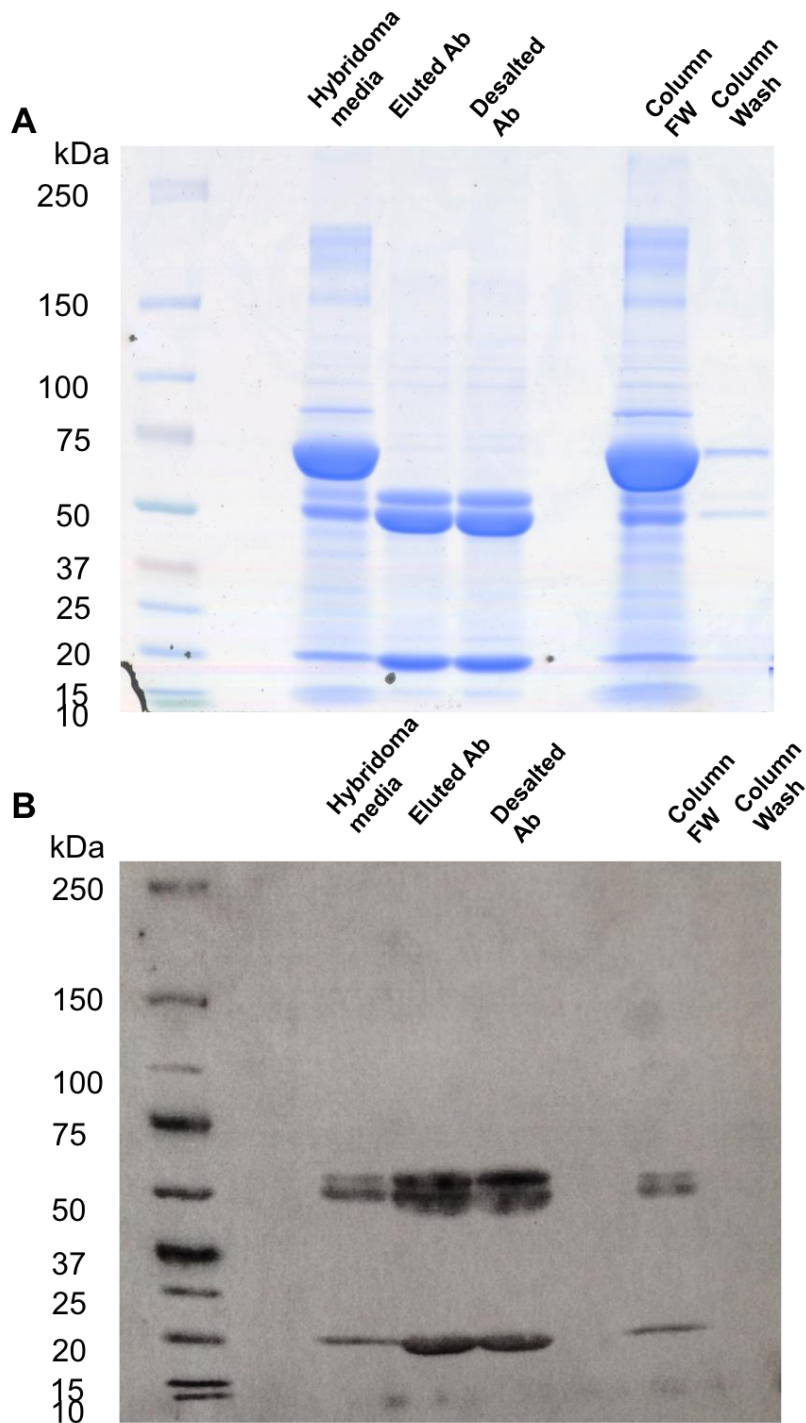 Hybridoma
media
Eluted Ab
Desalted
Ab
Column
FW
Column
Wash
A
kDa
250
150
100
75
50
37
25
20
15
10
Hybridoma
media
Eluted Ab
Desalted
Ab
Column
FW
Column
Wash
B
kDa
250
150
100
75
50
37
25
20
15
10